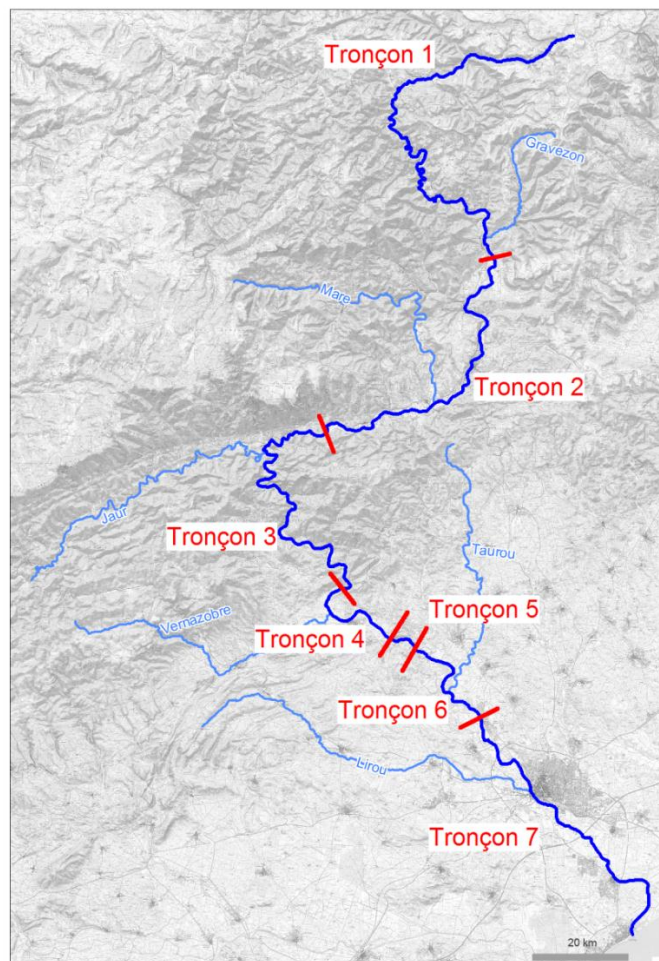 Tronçon 1
Gravezon
Mare
Tronçon 2
Jaur
Tronçon 3
Taurou
Vernazobre
Tronçon 5
Tronçon 4
Tronçon 6
Lirou
Tronçon 7
20 km